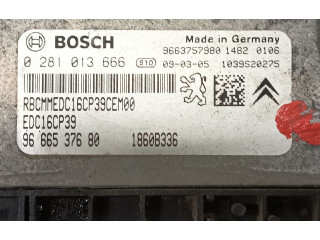 BOSCH Made in Germany
9663757980 1482 0106
0 281 013 666 S10 09-03-05 1039S20275
RBCMMEDC16CP39CEM00
EDC16CP39
96 665 376 80 1860B336